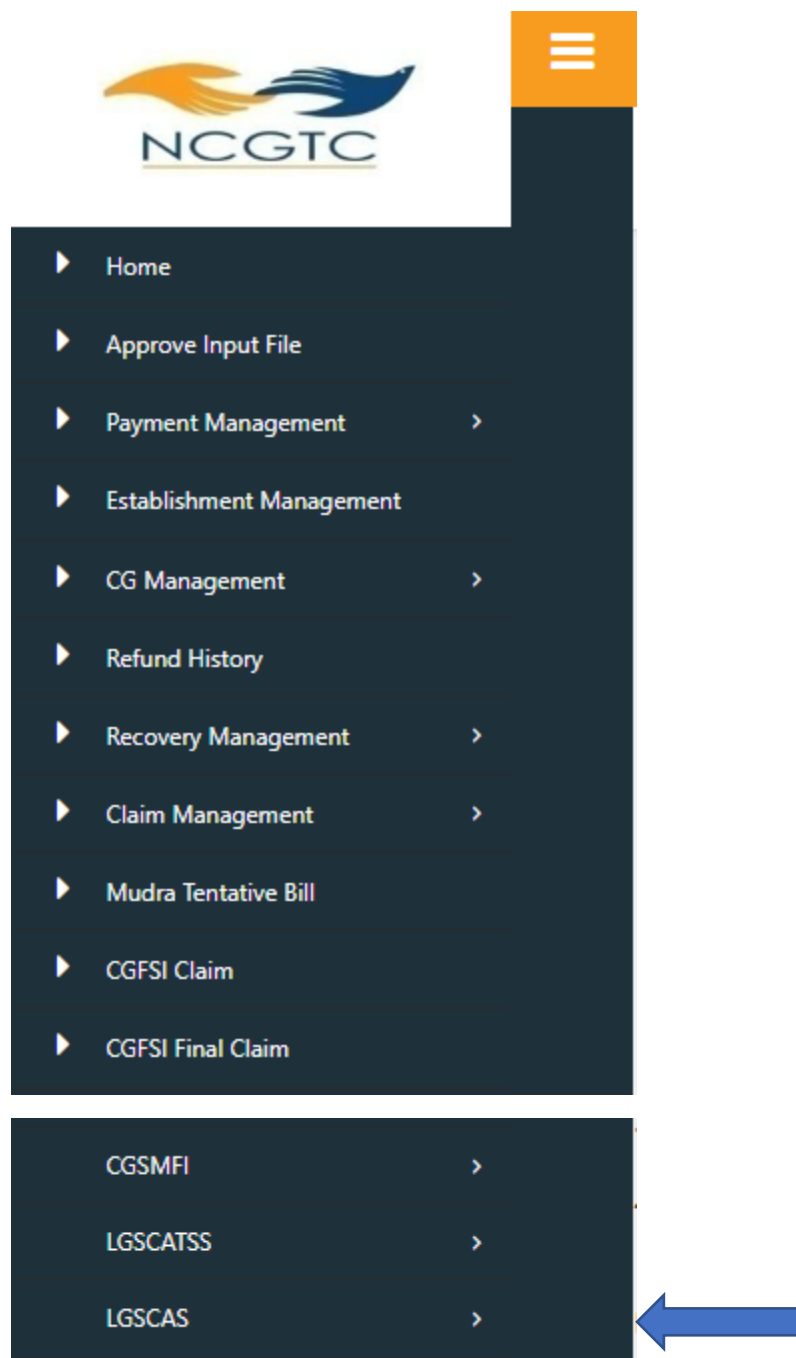 NCGTC
Home
Approve Input File
Payment Management
Establishment Management
CG Management
Refund History
Recovery Management
Claim Management
Mudra Tentative Bill
CGFSI Claim
CGFSI Final Claim
CGSMFI
LGSCATSS
LGSCAS